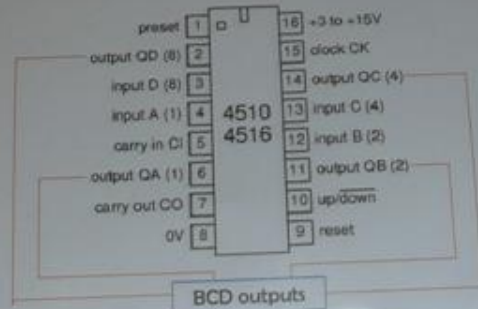 preset 1
output QD (8) 2
input D (8) 3
input A (1) 4
carry in CI 5
output QA (1) 6
carry out CO 7
0V 8
4510
4516
16 +3 to +15V
15 clock CK
14 output QC (4)
13 input C (4)
12 input B (2)
11 output QB (2)
10 up/down
9 reset
BCD outputs